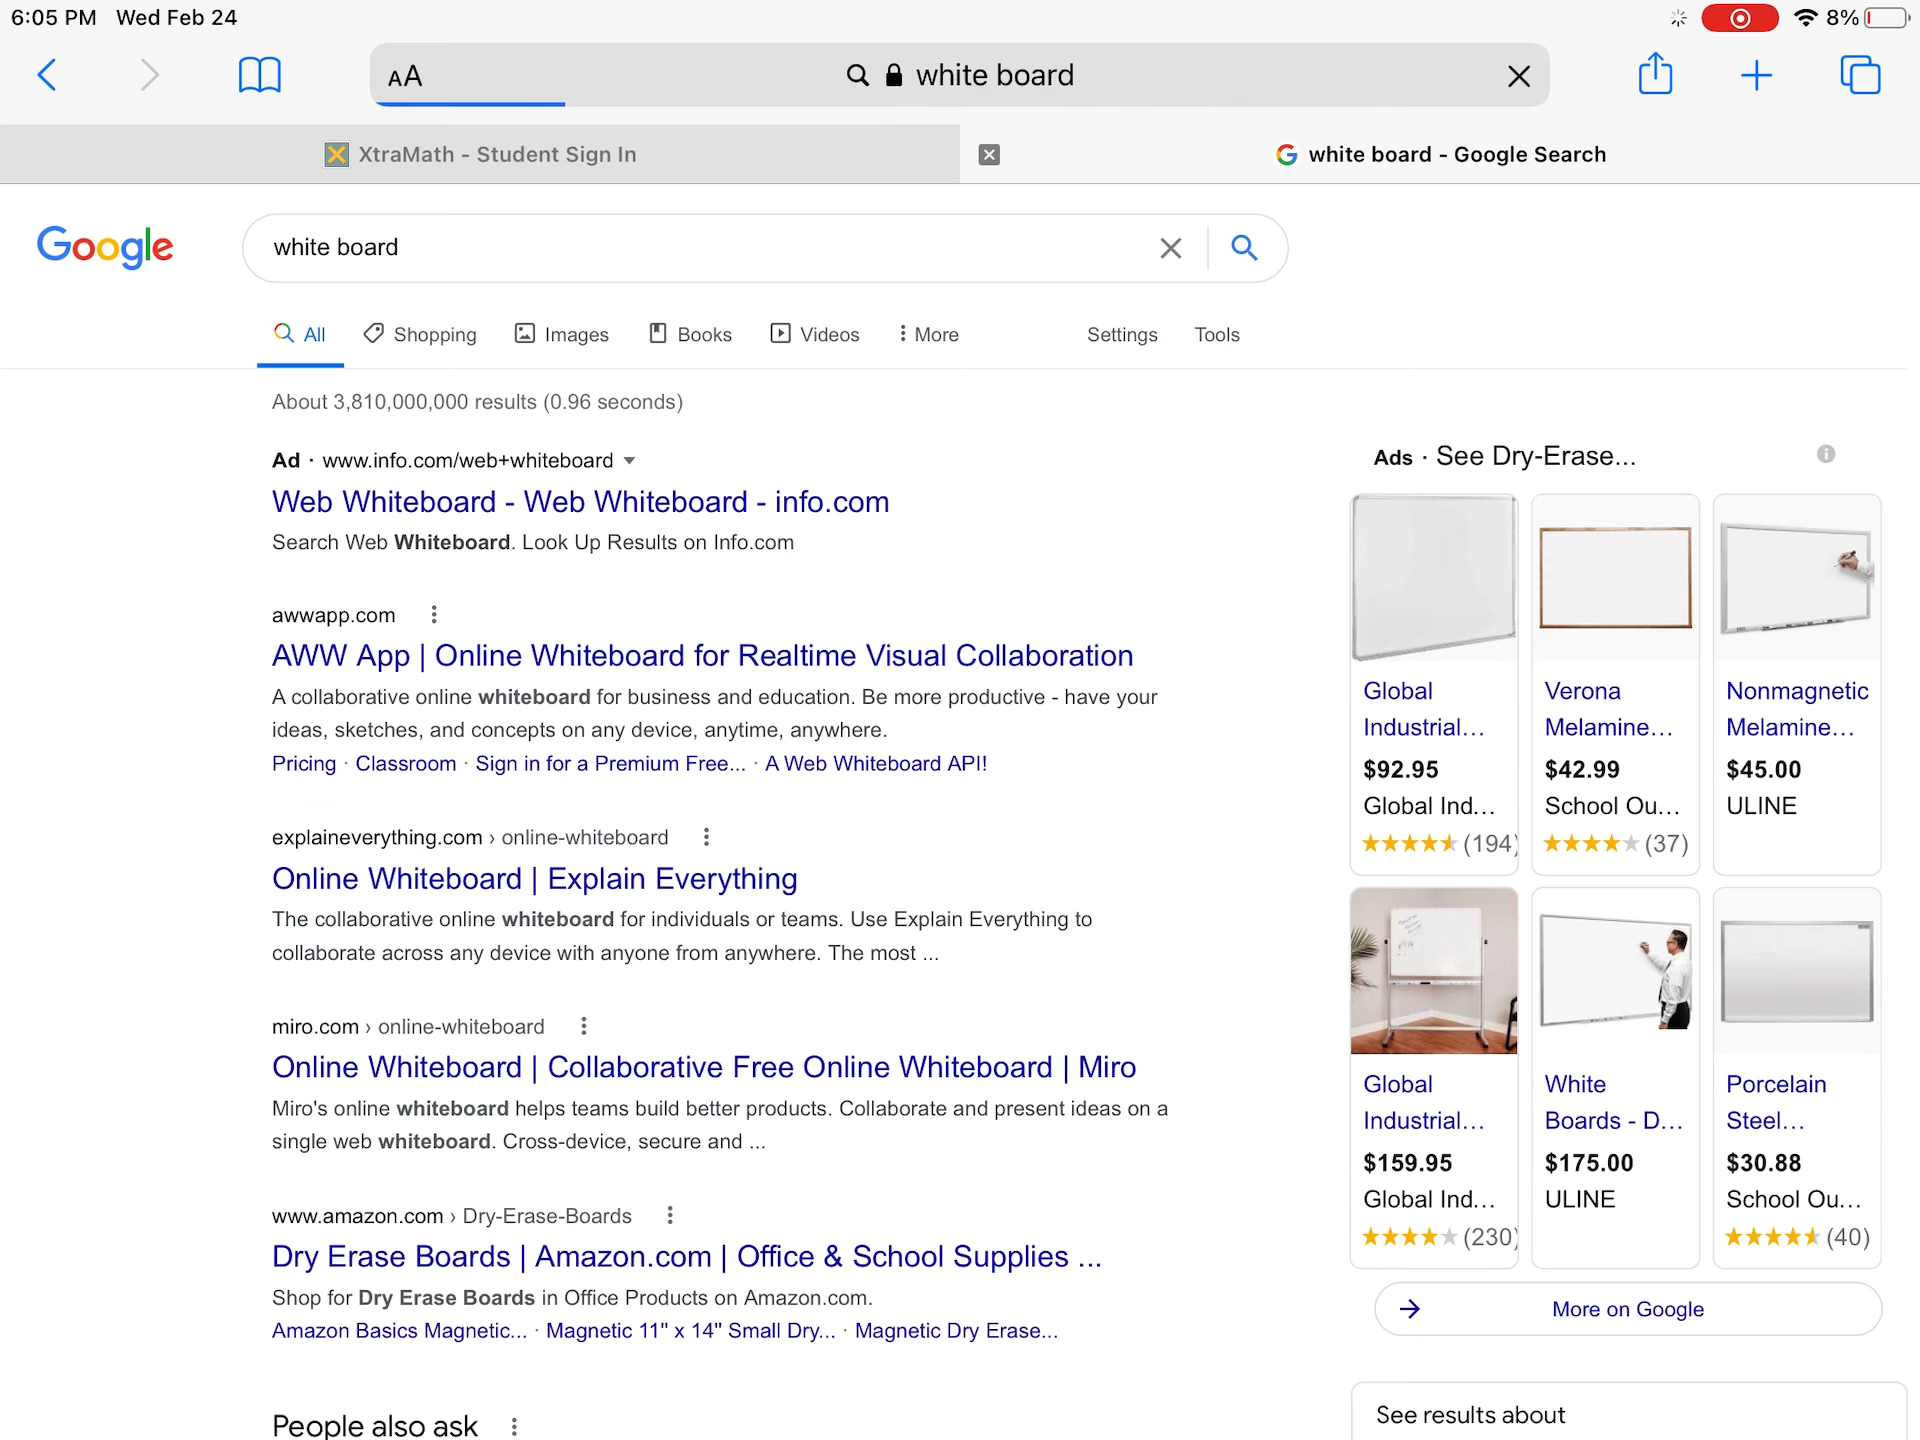 6:05 PM Wed Feb 24
8%
AA
white board
XtraMath - Student Sign In
white board - Google Search
Google
white board
All
Shopping
Images
Books
Videos
More
Settings
Tools
About 3,810,000,000 results (0.96 seconds)
Ad · www.info.com/web+whiteboard
Web Whiteboard - Web Whiteboard - info.com
Search Web Whiteboard. Look Up Results on Info.com
awwapp.com
AWW App | Online Whiteboard for Realtime Visual Collaboration
A collaborative online whiteboard for business and education. Be more productive - have your
ideas, sketches, and concepts on any device, anytime, anywhere.
Pricing · Classroom · Sign in for a Premium Free... · A Web Whiteboard API!
explaineverything.com › online-whiteboard
Online Whiteboard | Explain Everything
The collaborative online whiteboard for individuals or teams. Use Explain Everything to
collaborate across any device with anyone from anywhere. The most ...
miro.com › online-whiteboard
Online Whiteboard | Collaborative Free Online Whiteboard | Miro
Miro's online whiteboard helps teams build better products. Collaborate and present ideas on a
single web whiteboard. Cross-device, secure and ...
www.amazon.com › Dry-Erase-Boards
Dry Erase Boards | Amazon.com | Office & School Supplies ...
Shop for Dry Erase Boards in Office Products on Amazon.com.
Amazon Basics Magnetic... · Magnetic 11" x 14" Small Dry... · Magnetic Dry Erase...
People also ask
Ads · See Dry-Erase...
Global
Industrial...
$92.95
Global Ind...
(194)
Verona
Melamine...
$42.99
School Ou...
(37)
Nonmagnetic
Melamine...
$45.00
ULINE
Global
Industrial...
$159.95
Global Ind...
(230)
White
Boards - D...
$175.00
ULINE
Porcelain
Steel...
$30.88
School Ou...
(40)
More on Google
See results about